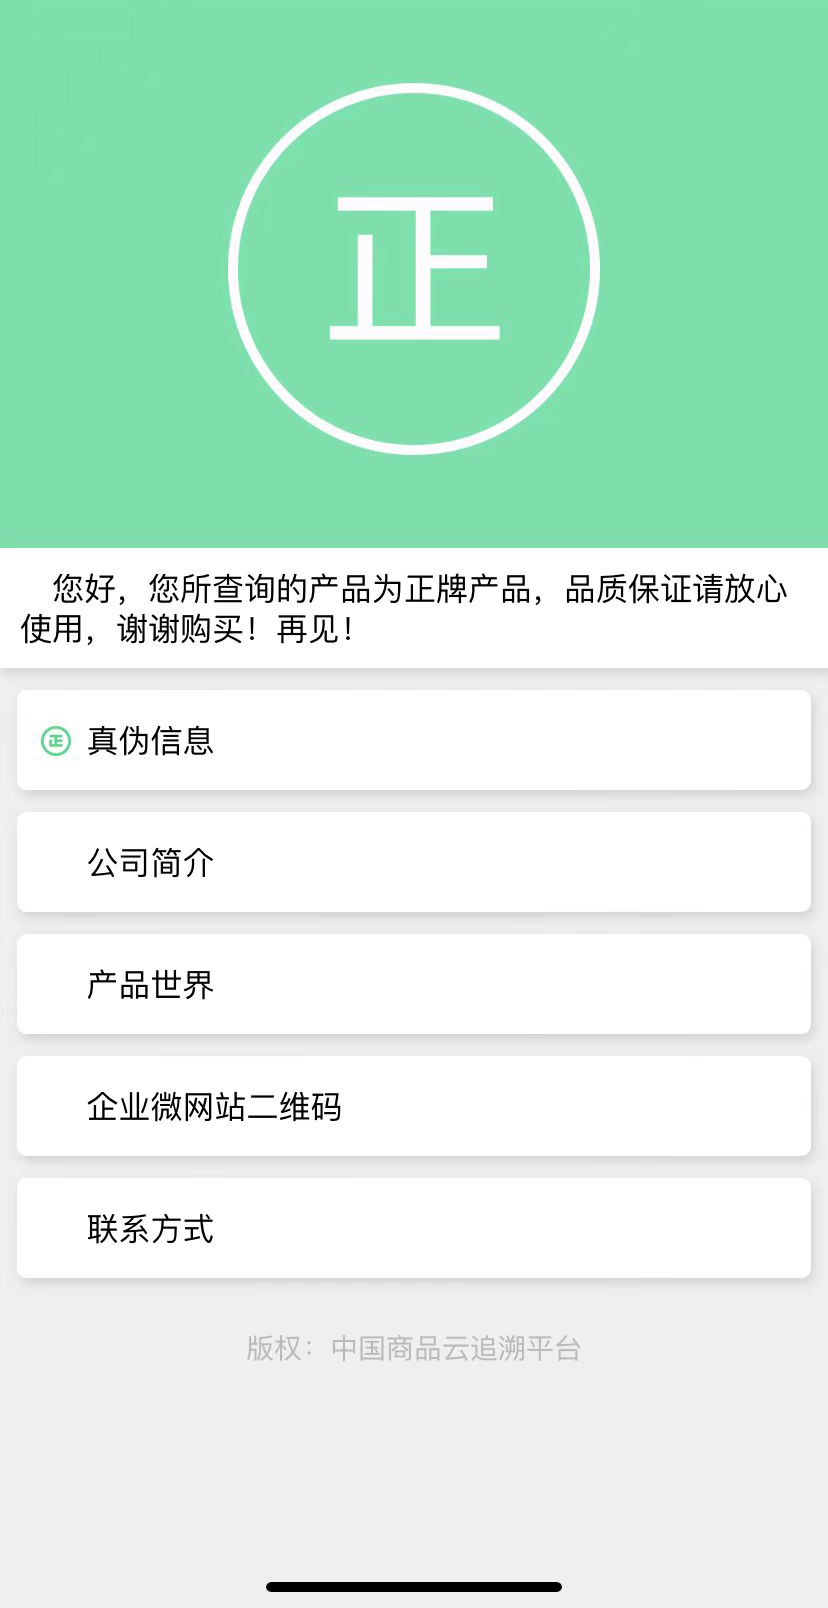 正
您好，您所查询的产品为正牌产品，品质保证请放心
使用，谢谢购买！再见！
正 真伪信息
公司简介
产品世界
企业微网站二维码
联系方式
版权：中国商品云追溯平台